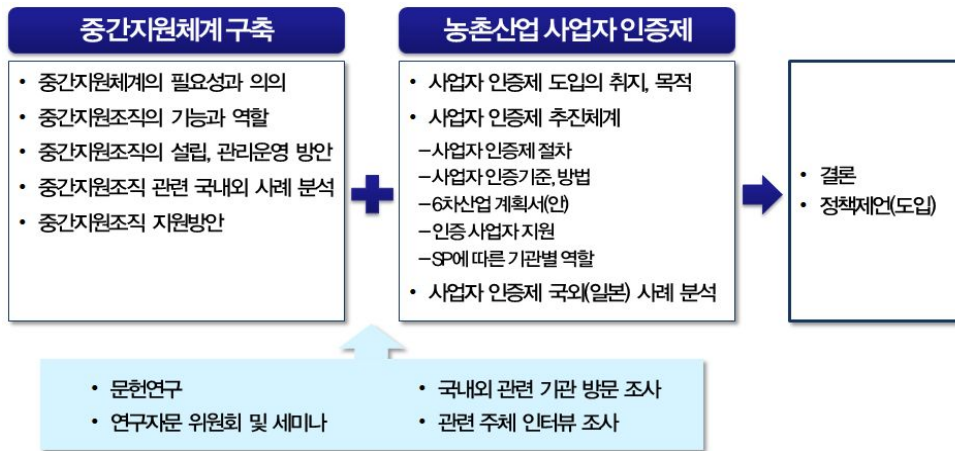 중간지원체계 구축
• 중간지원체계의 필요성과 의의
• 중간지원조직의 기능과 역할
• 중간지원조직의 설립, 관리운영 방안
• 중간지원조직 관련 국내외 사례 분석
• 중간지원조직 지원방안
농촌산업 사업자 인증제
• 사업자 인증제 도입의 취지, 목적
• 사업자 인증제 추진체계
–사업자 인증제 절차
–사업자 인증기준, 방법
–6차산업 계획서(안)
–인증 사업자 지원
–SP에 따른 기관별 역할
• 사업자 인증제 국외(일본) 사례 분석
• 결론
• 정책제언(도입)
• 문헌연구
• 연구자문 위원회 및 세미나
• 국내외 관련 기관 방문 조사
• 관련 주체 인터뷰 조사